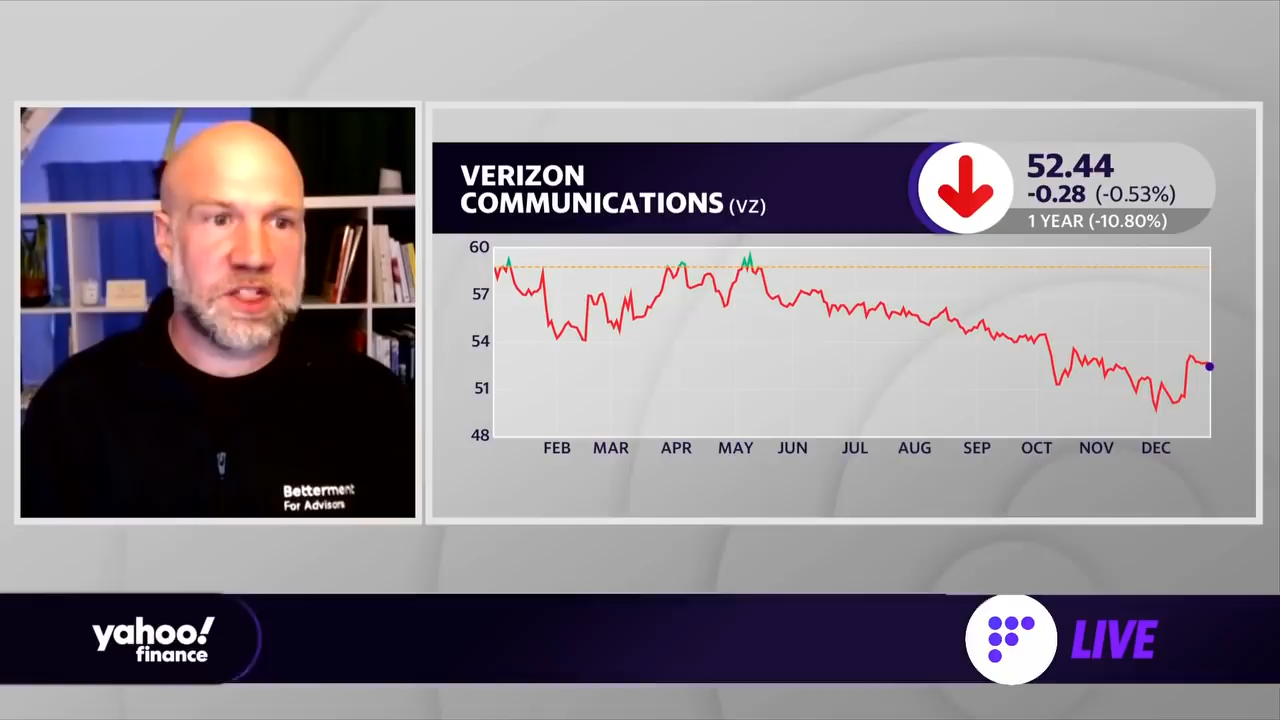 Betterment
For Advisors
VERIZON
COMMUNICATIONS (VZ)
52.44
-0.28 (-0.53%)
1 YEAR (-10.80%)
60
57
54
51
48
FEB MAR APR MAY JUN JUL AUG SEP OCT NOV DEC
yahoo!
finance
LIVE